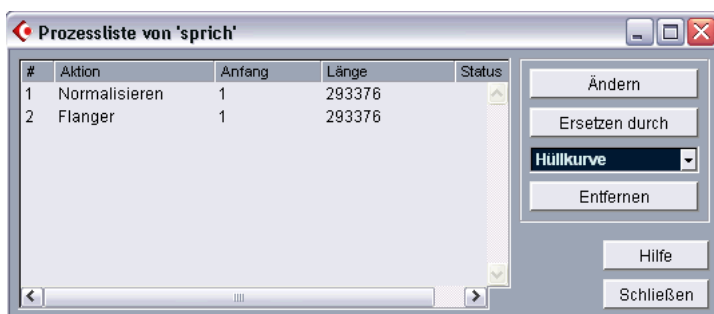 Prozessliste von 'sprich'
# Aktion Anfang Länge Status
1 Normalisieren 1 293376
2 Flanger 1 293376
Ändern
Ersetzen durch
Hüllkurve
Entfernen
Hilfe
Schließen